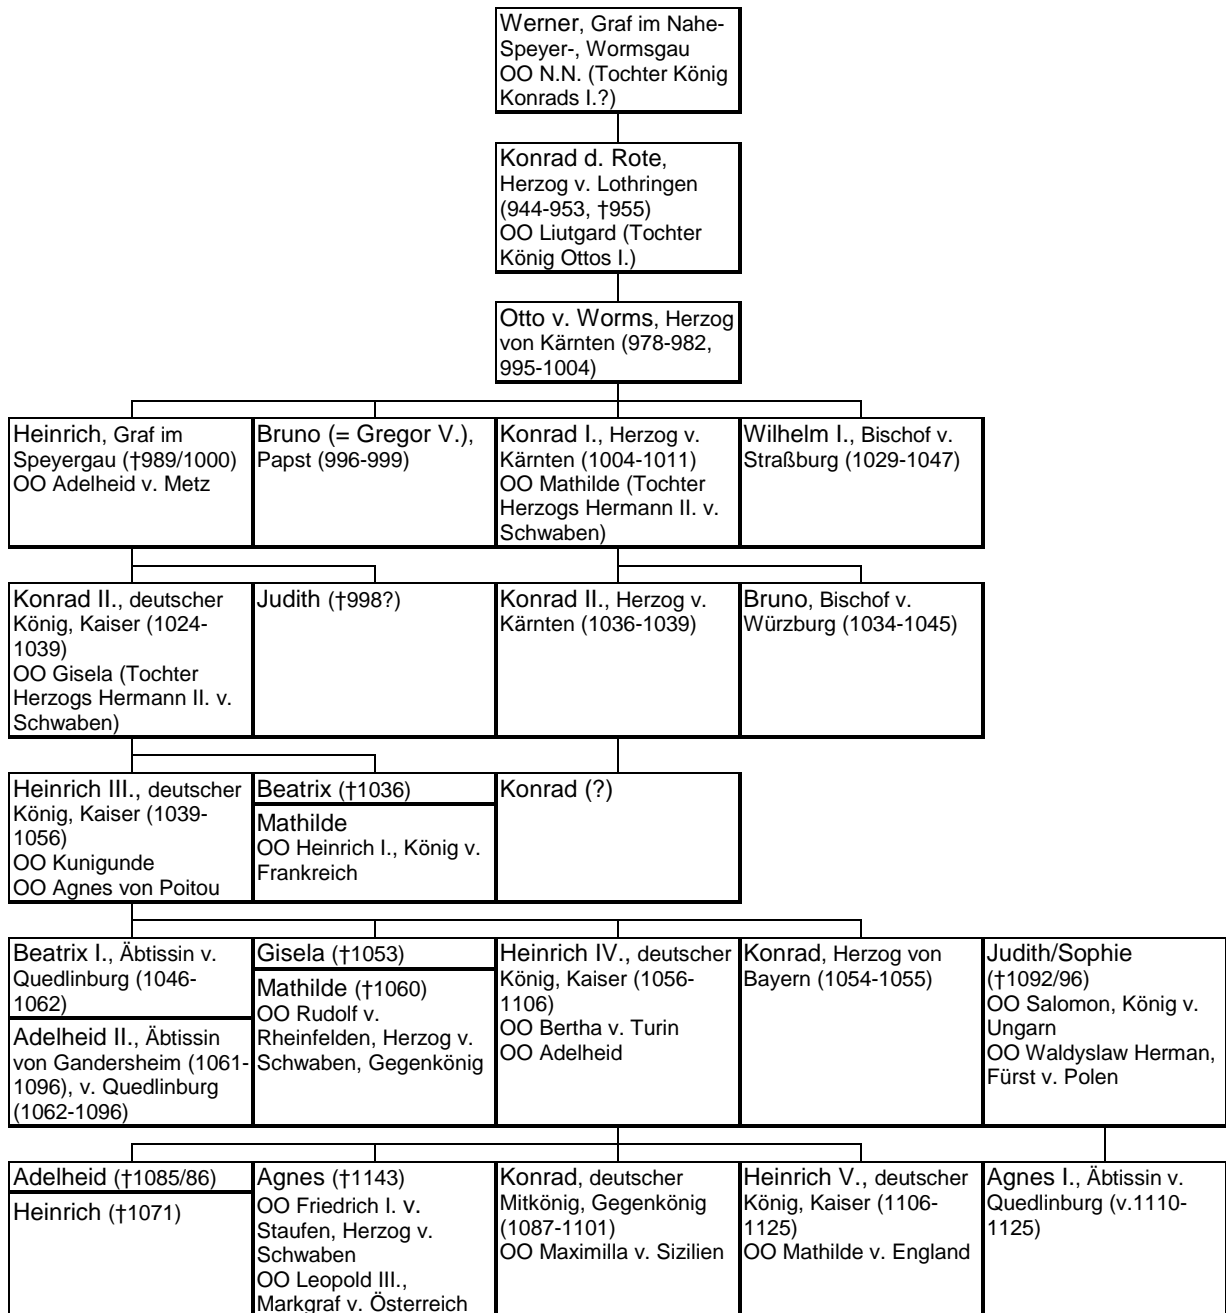 Werner, Graf im Nahe-
Speyer-, Wormsgau
OO N.N. (Tochter König
Konrads I.?)
Konrad d. Rote,
Herzog v. Lothringen
(944-953, †955)
OO Liutgard (Tochter
König Ottos I.)
Otto v. Worms, Herzog
von Kärnten (978-982,
995-1004)
Heinrich, Graf im
Speyergau (†989/1000)
OO Adelheid v. Metz
Bruno (= Gregor V.),
Papst (996-999)
Konrad I., Herzog v.
Kärnten (1004-1011)
OO Mathilde (Tochter
Herzogs Hermann II. v.
Schwaben)
Wilhelm I., Bischof v.
Straßburg (1029-1047)
Konrad II., deutscher
König, Kaiser (1024-
1039)
OO Gisela (Tochter
Herzogs Hermann II. v.
Schwaben)
Judith (†998?)
Konrad II., Herzog v.
Kärnten (1036-1039)
Bruno, Bischof v.
Würzburg (1034-1045)
Heinrich III., deutscher
König, Kaiser (1039-
1056)
OO Kunigunde
OO Agnes von Poitou
Beatrix (†1036)
Mathilde
OO Heinrich I., König v.
Frankreich
Konrad (?)
Beatrix I., Äbtissin v.
Quedlinburg (1046-
1062)
Adelheid II., Äbtissin
von Gandersheim (1061-
1096), v. Quedlinburg
(1062-1096)
Gisela (†1053)
Mathilde (†1060)
OO Rudolf v.
Rheinfelden, Herzog v.
Schwaben, Gegenkönig
Heinrich IV., deutscher
König, Kaiser (1056-
1106)
OO Bertha v. Turin
OO Adelheid
Konrad, Herzog von
Bayern (1054-1055)
Judith/Sophie
(†1092/96)
OO Salomon, König v.
Ungarn
OO Waldyslaw Herman,
Fürst v. Polen
Adelheid (†1085/86)
Heinrich (†1071)
Agnes (†1143)
OO Friedrich I. v.
Staufen, Herzog v.
Schwaben
OO Leopold III.,
Markgraf v. Österreich
Konrad, deutscher
Mitkönig, Gegenkönig
(1087-1101)
OO Maximilla v. Sizilien
Heinrich V., deutscher
König, Kaiser (1106-
1125)
OO Mathilde v. England
Agnes I., Äbtissin v.
Quedlinburg (v.1110-
1125)